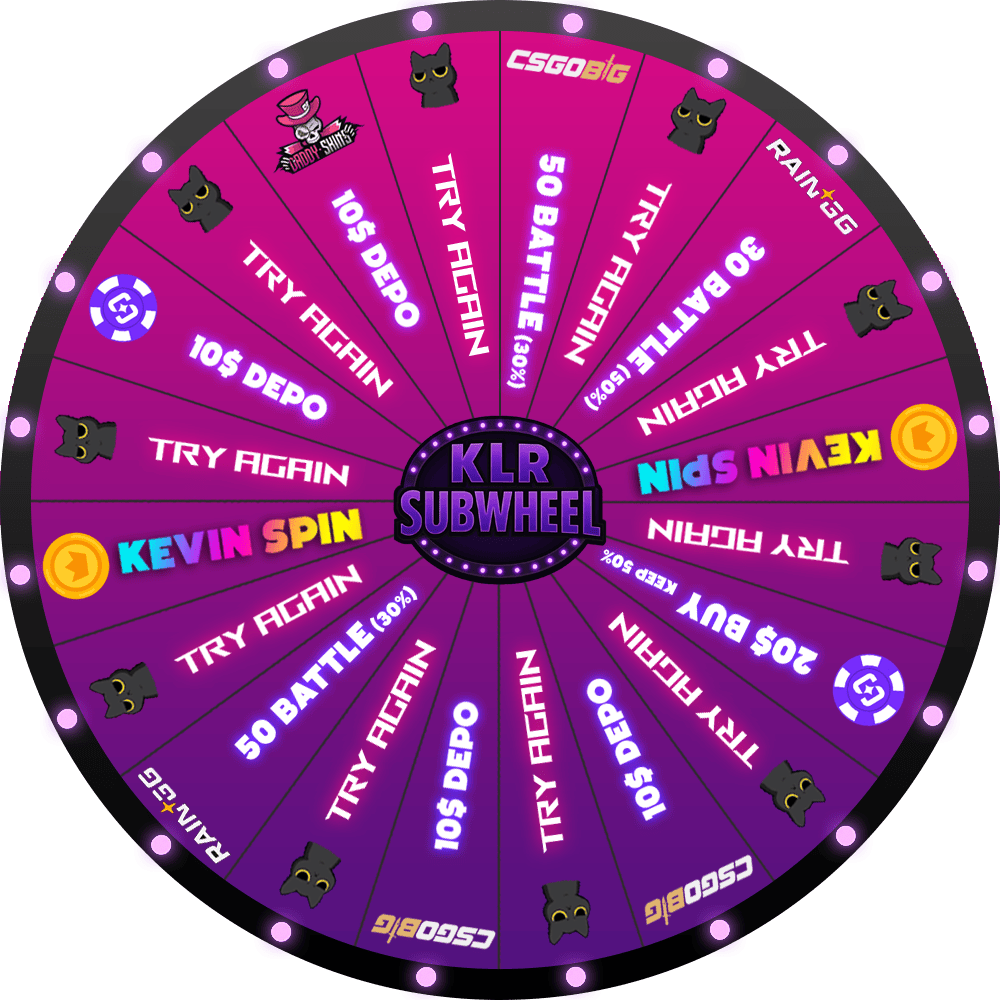 CSGOBIG
50 BATTLE (30%)
TRY AGAIN
RAIN GG
30 BATTLE (50%)
TRY AGAIN
KEVIN SPIN
TRY AGAIN
20$ BUY KEEP 50%
TRY AGAIN
CSGOBIG
10$ DEPO
TRY AGAIN
CSGOBIG
10$ DEPO
TRY AGAIN
RAIN GG
50 BATTLE (30%)
TRY AGAIN
KEVIN SPIN
TRY AGAIN
10$ DEPO
TRY AGAIN
DADDY SKINS
10$ DEPO
TRY AGAIN
KLR
SUBWHEEL